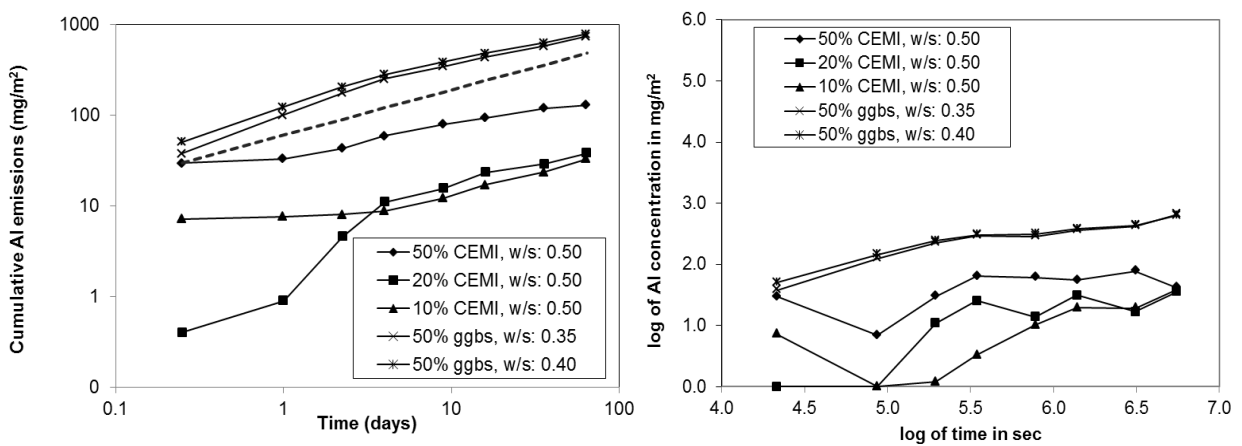 Cumulative Al emissions (mg/m²)
1000
100
10
1
0
0.1 1 10 100
Time (days)
50% CEMI, w/s: 0.50
20% CEMI, w/s: 0.50
10% CEMI, w/s: 0.50
50% ggbs, w/s: 0.35
50% ggbs, w/s: 0.40
log of Al concentration in mg/m²
6.0
5.0
4.0
3.0
2.0
1.0
0.0
4.0 4.5 5.0 5.5 6.0 6.5 7.0
log of time in sec
50% CEMI, w/s: 0.50
20% CEMI, w/s: 0.50
10% CEMI, w/s: 0.50
50% ggbs, w/s: 0.35
50% ggbs, w/s: 0.40